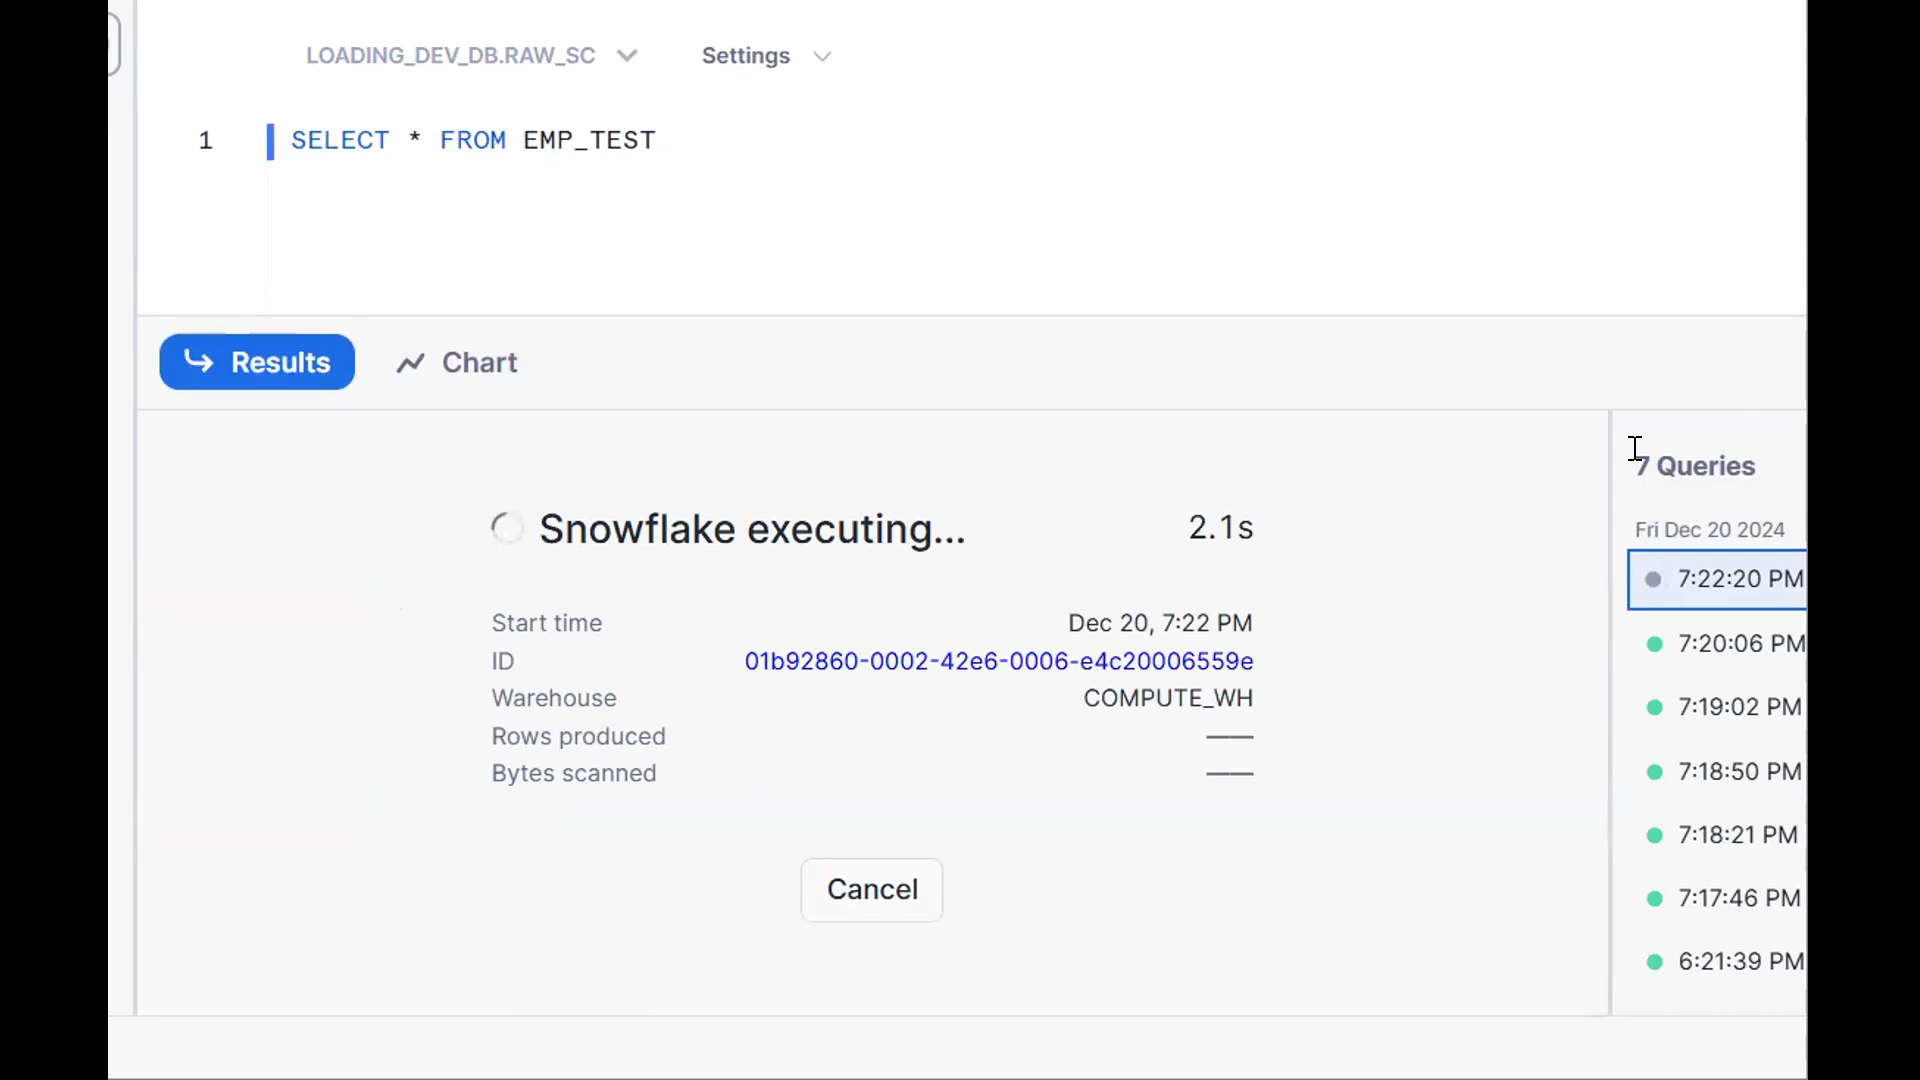 LOADING_DEV_DB.RAW_SC
Settings
1
SELECT * FROM EMP_TEST
Results
Chart
7 Queries
Snowflake executing...
2.1s
Fri Dec 20 2024
7:22:20 PM
Start time
Dec 20, 7:22 PM
ID
01b92860-0002-42e6-0006-e4c20006559e
Warehouse
COMPUTE_WH
Rows produced
Bytes scanned
Cancel
7:20:06 PM
7:19:02 PM
7:18:50 PM
7:18:21 PM
7:17:46 PM
6:21:39 PM